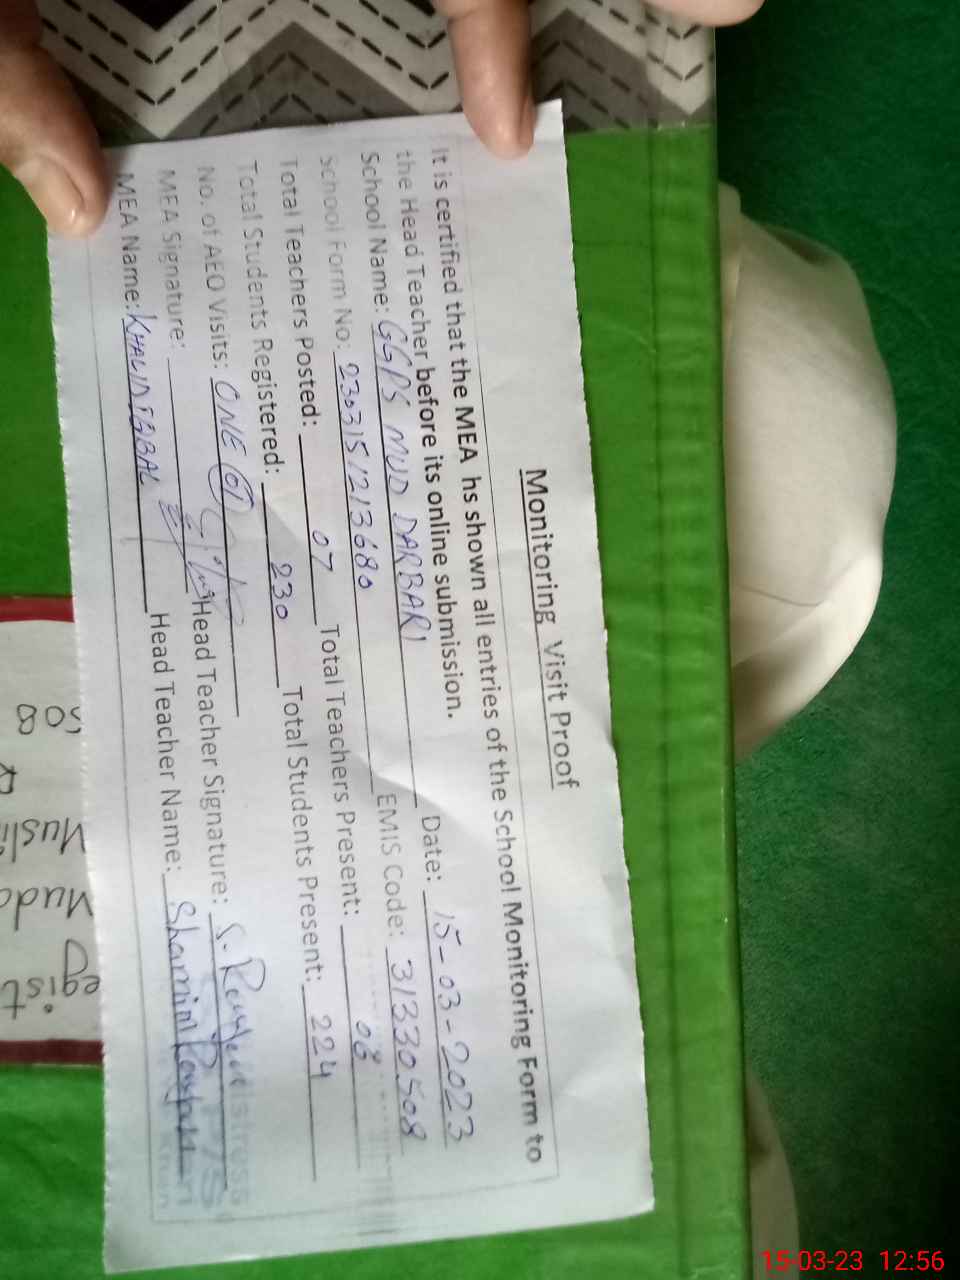 Monitoring Visit Proof
It is certified that the MEA hs shown all entries of the School Monitoring Form to
the Head Teacher before its online submission.
School Name: GGPS MUD DARBARI Date: 15-03-2023
School Form No: 2303151213680 EMIS Code: 31330508
Total Teachers Posted: 07 Total Teachers Present:
Total Students Registered: 230 Total Students Present: 224
No. of AEO Visits: ONE 01
MEA Signature: Head Teacher Signature:
MEA Name: KHALID IQBAL Head Teacher Name: Shamim
15-03-23 12:56